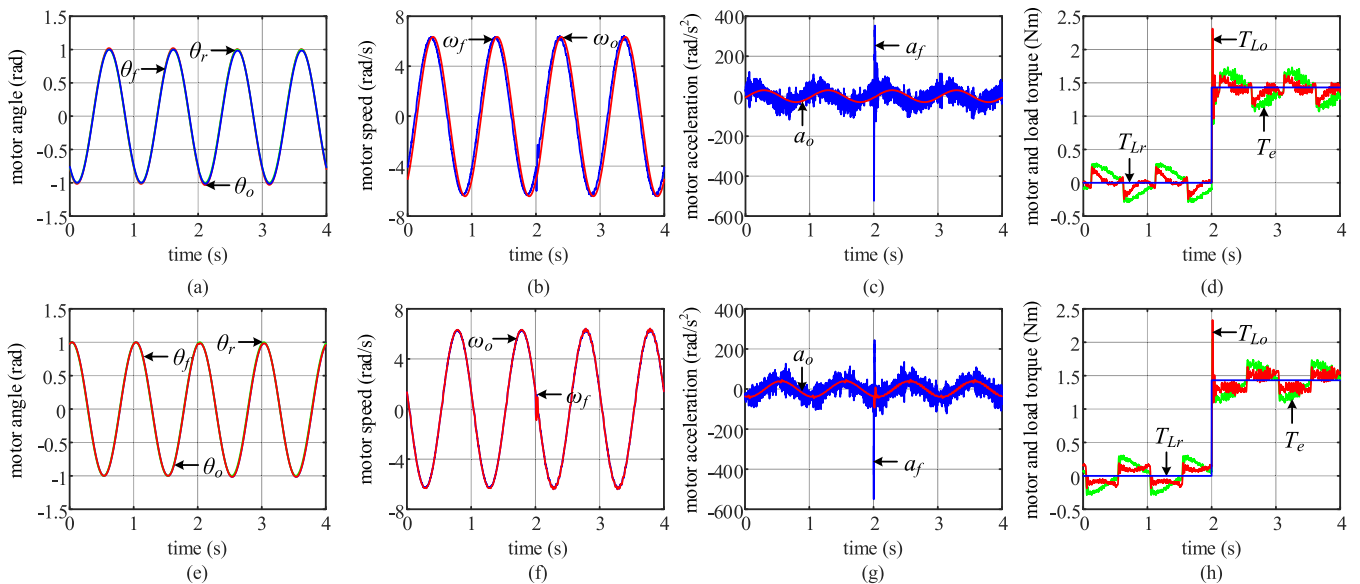 motor angle (rad)
1.5
1
0.5
0
-0.5
-1
-1.5
θr
θf
θo
0 1 2 3 4
time (s)
(a)
motor speed (rad/s)
8
4
0
-4
-8
ωf
ωo
0 1 2 3 4
time (s)
(b)
motor acceleration (rad/s²)
400
200
0
-200
-400
-600
af
ao
0 1 2 3 4
time (s)
(c)
motor and load torque (Nm)
2.5
2
1.5
1
0.5
0
-0.5
TLo
TLr
Te
0 1 2 3 4
time (s)
(d)
motor angle (rad)
1.5
1
0.5
0
-0.5
-1
-1.5
θf
θr
θo
0 1 2 3 4
time (s)
(e)
motor speed (rad/s)
8
4
0
-4
-8
ωo
ωf
0 1 2 3 4
time (s)
(f)
motor acceleration (rad/s²)
400
200
0
-200
-400
-600
ao
af
0 1 2 3 4
time (s)
(g)
motor and load torque (Nm)
2.5
2
1.5
1
0.5
0
-0.5
TLo
TLr
Te
0 1 2 3 4
time (s)
(h)